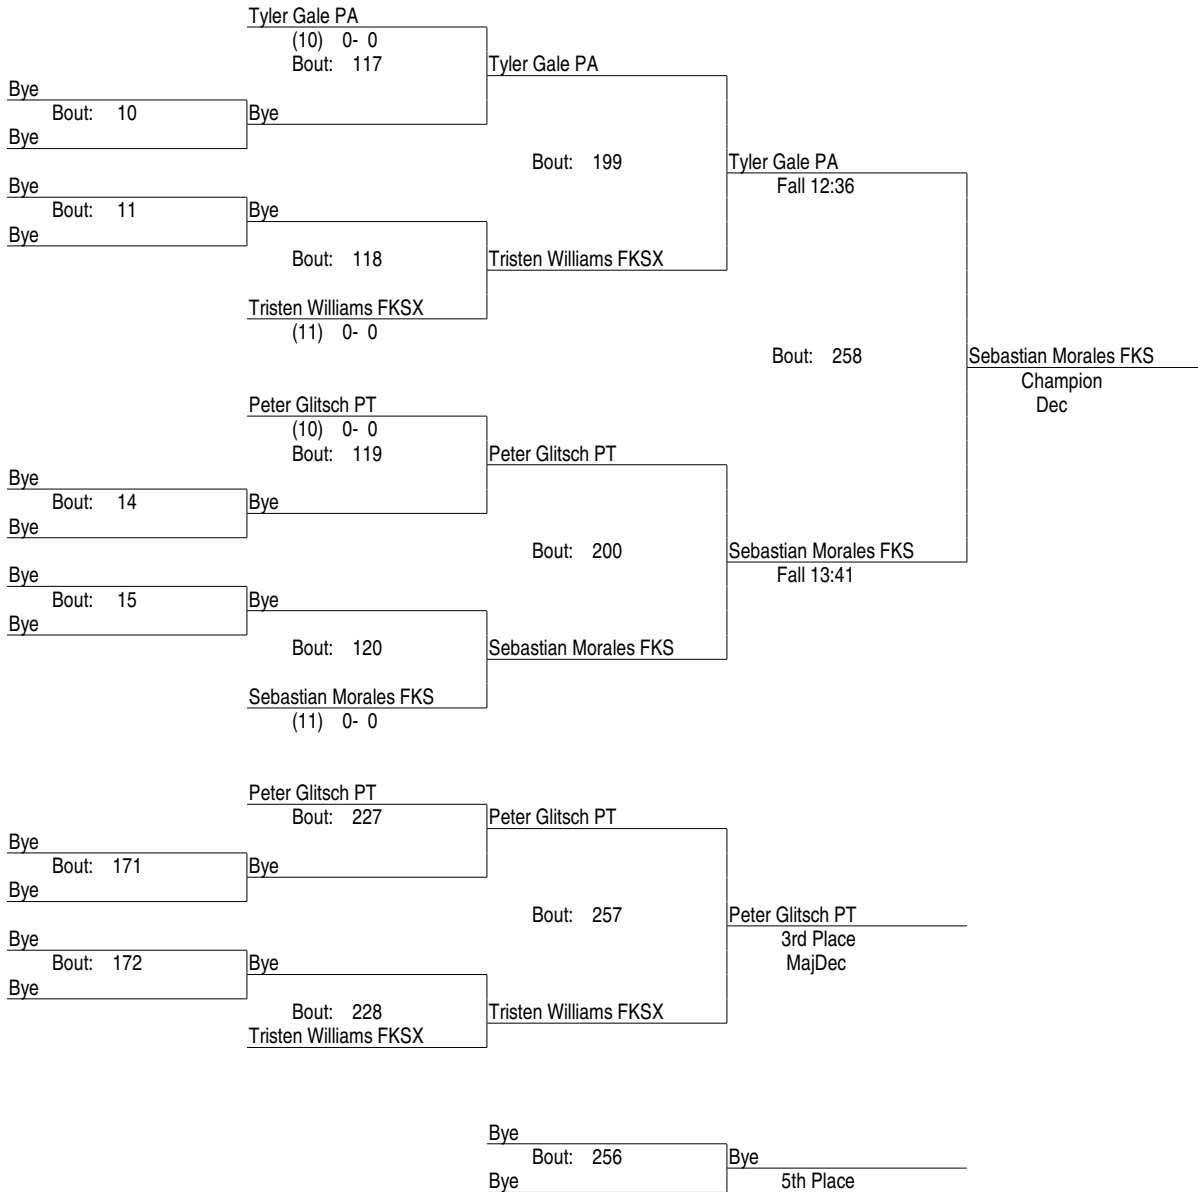 Tyler Gale PA
(10) 0- 0
Bout: 117
Tyler Gale PA
Bye
Bout: 10
Bye
Bye
Bout: 199
Tyler Gale PA
Fall 12:36
Bye
Bout: 11
Bye
Bye
Bout: 118
Tristen Williams FKSX
Tristen Williams FKSX
(11) 0- 0
Bout: 258
Sebastian Morales FKS
Champion
Dec
Peter Glitsch PT
(10) 0- 0
Bout: 119
Peter Glitsch PT
Bye
Bout: 14
Bye
Bye
Bout: 200
Sebastian Morales FKS
Fall 13:41
Bye
Bout: 15
Bye
Bye
Bout: 120
Sebastian Morales FKS
Sebastian Morales FKS
(11) 0- 0
Peter Glitsch PT
Bout: 227
Peter Glitsch PT
Bye
Bout: 171
Bye
Bye
Bout: 257
Peter Glitsch PT
3rd Place
MajDec
Bye
Bout: 172
Bye
Bye
Bout: 228
Tristen Williams FKSX
Tristen Williams FKSX
Bye
Bout: 256
Bye
Bye
5th Place